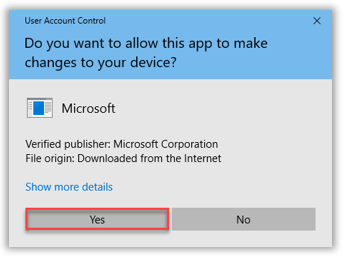 User Account Control
Do you want to allow this app to make
changes to your device?
Microsoft
Verified publisher: Microsoft Corporation
File origin: Downloaded from the Internet
Show more details
Yes No